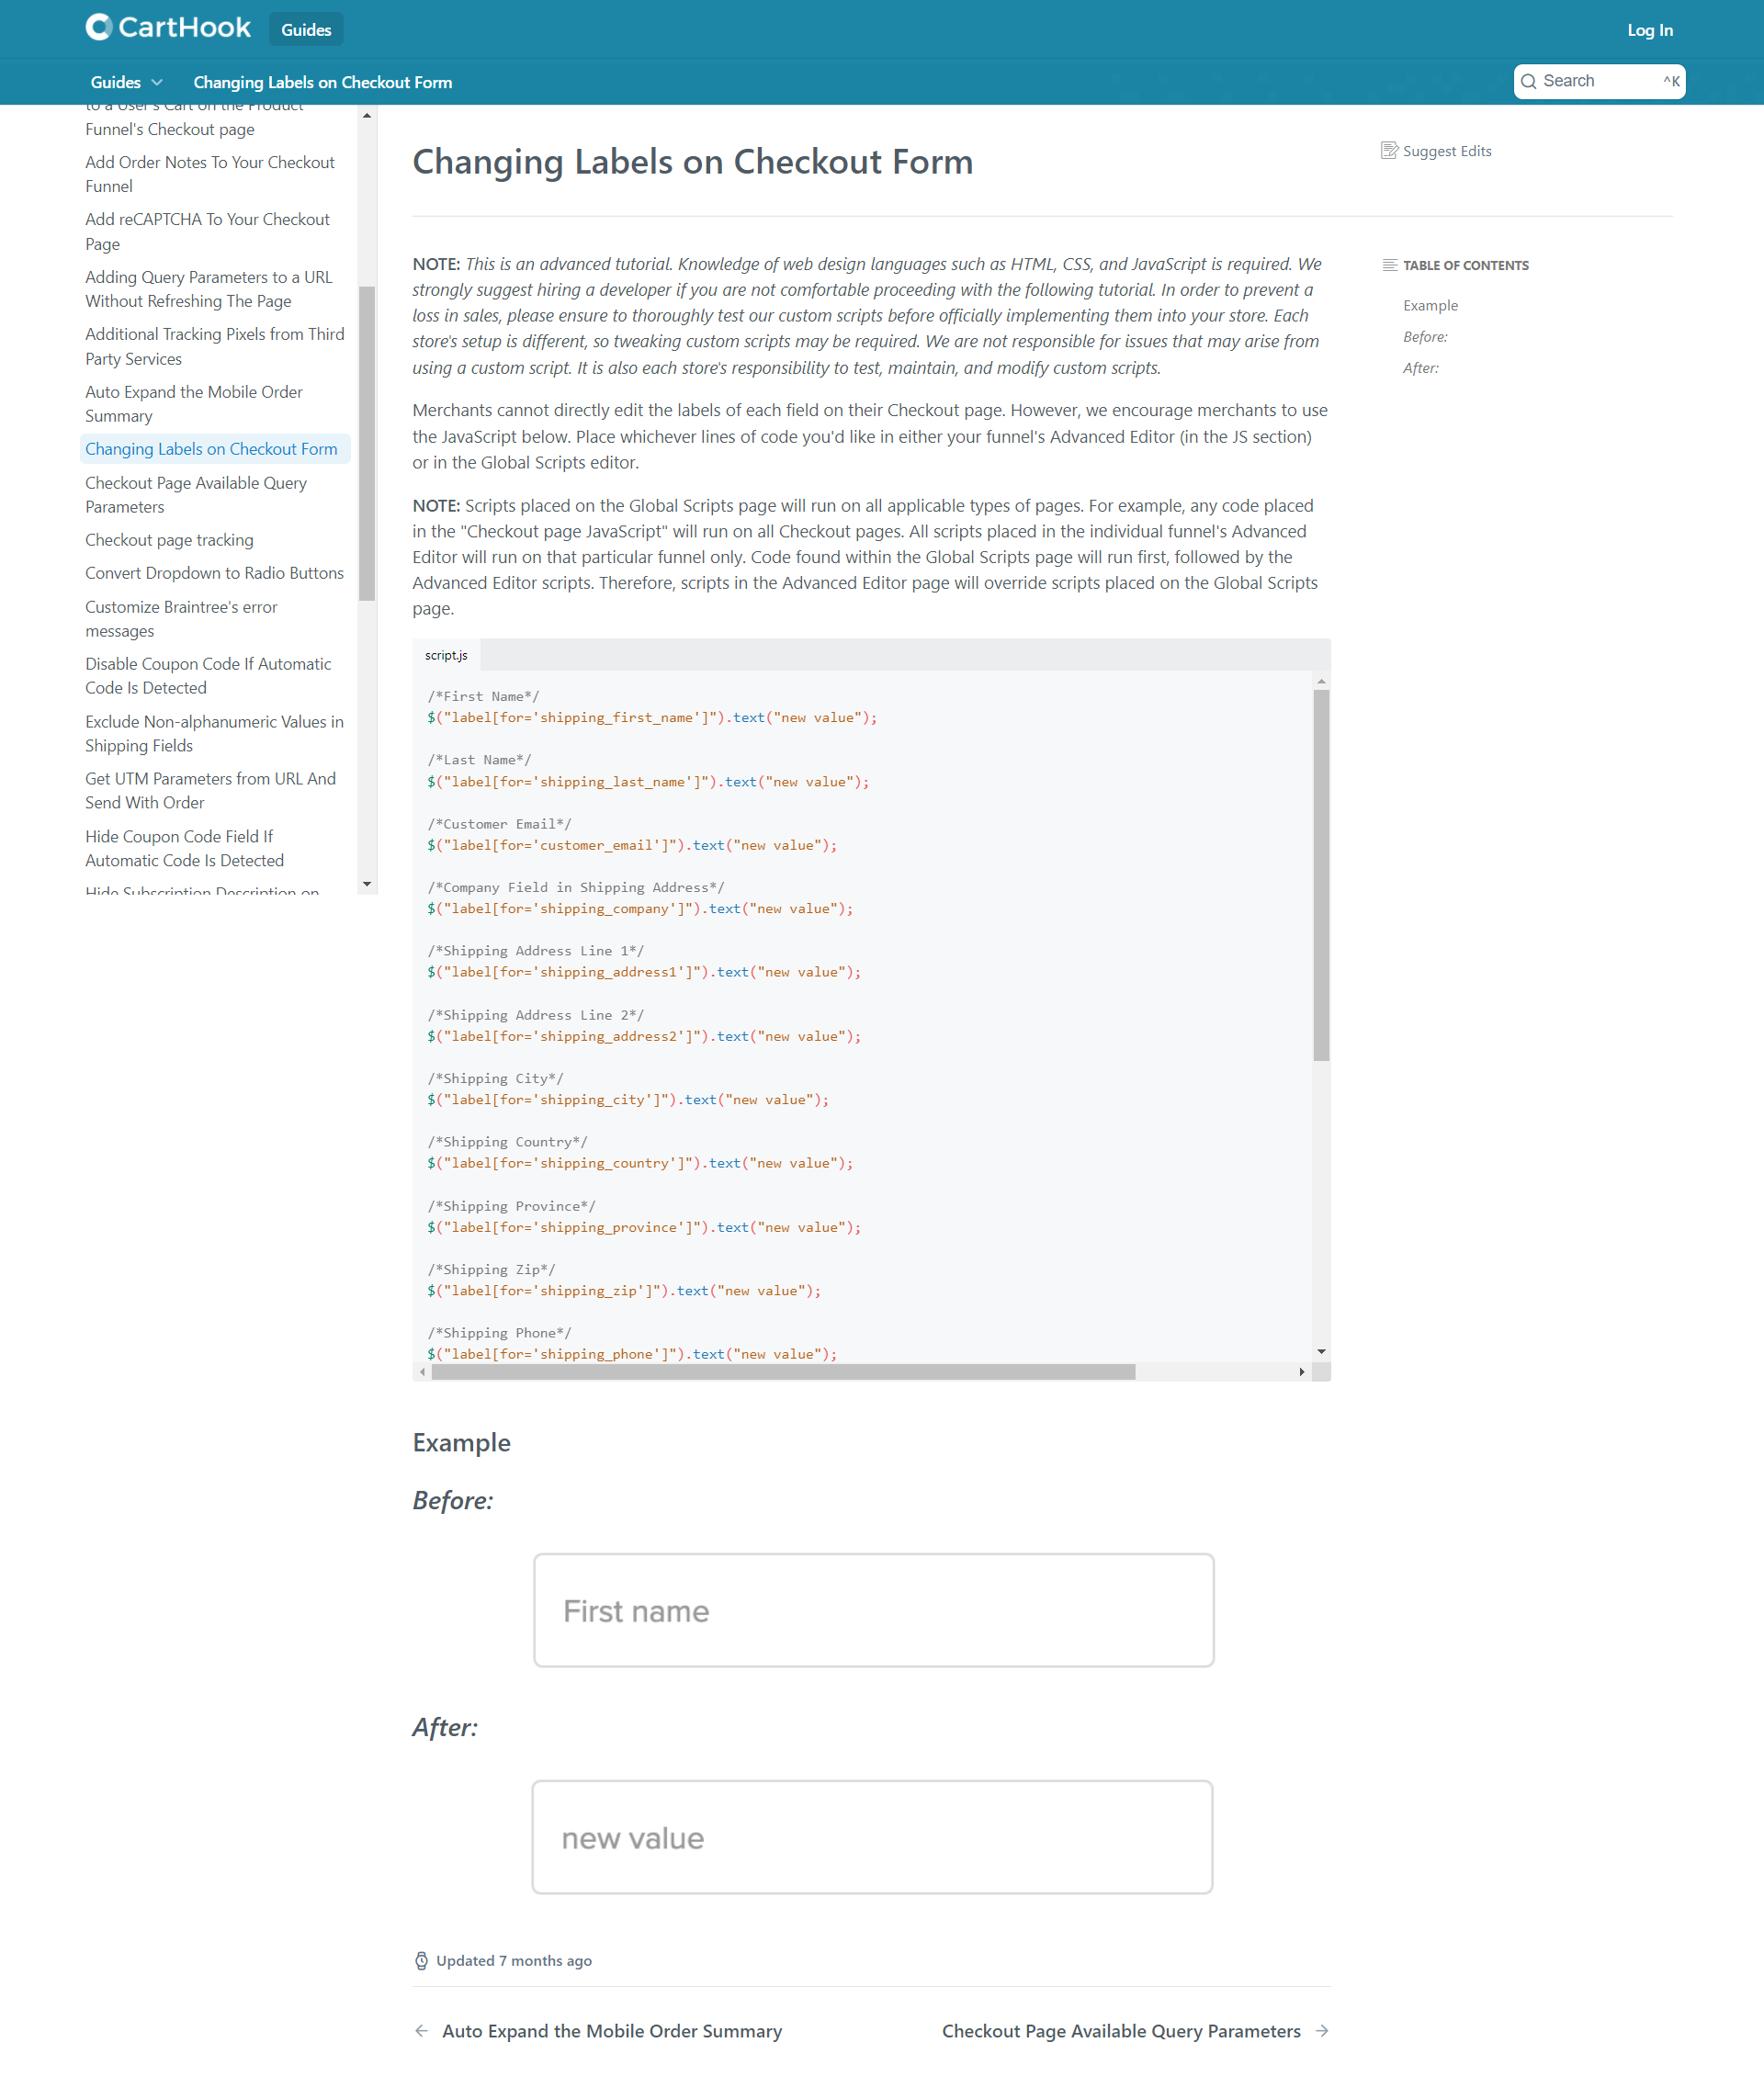 CartHook
Guides
Log In
Guides
Changing Labels on Checkout Form
Search
^K
to a User's Cart on the Product
Funnel's Checkout page
Add Order Notes To Your Checkout
Funnel
Add reCAPTCHA To Your Checkout
Page
Adding Query Parameters to a URL
Without Refreshing The Page
Additional Tracking Pixels from Third
Party Services
Auto Expand the Mobile Order
Summary
Changing Labels on Checkout Form
Checkout Page Available Query
Parameters
Checkout page tracking
Convert Dropdown to Radio Buttons
Customize Braintree's error
messages
Disable Coupon Code If Automatic
Code Is Detected
Exclude Non-alphanumeric Values in
Shipping Fields
Get UTM Parameters from URL And
Send With Order
Hide Coupon Code Field If
Automatic Code Is Detected
Hide Subscription Description on
Changing Labels on Checkout Form
Suggest Edits
NOTE: This is an advanced tutorial. Knowledge of web design languages such as HTML, CSS, and JavaScript is required. We
strongly suggest hiring a developer if you are not comfortable proceeding with the following tutorial. In order to prevent a
loss in sales, please ensure to thoroughly test our custom scripts before officially implementing them into your store. Each
store's setup is different, so tweaking custom scripts may be required. We are not responsible for issues that may arise from
using a custom script. It is also each store's responsibility to test, maintain, and modify custom scripts.
Merchants cannot directly edit the labels of each field on their Checkout page. However, we encourage merchants to use
the JavaScript below. Place whichever lines of code you'd like in either your funnel's Advanced Editor (in the JS section)
or in the Global Scripts editor.
NOTE: Scripts placed on the Global Scripts page will run on all applicable types of pages. For example, any code placed
in the "Checkout page JavaScript" will run on all Checkout pages. All scripts placed in the individual funnel's Advanced
Editor will run on that particular funnel only. Code found within the Global Scripts page will run first, followed by the
Advanced Editor scripts. Therefore, scripts in the Advanced Editor page will override scripts placed on the Global Scripts
page.
script.js
/*First Name*/
$("label[for='shipping_first_name']").text("new value");
/*Last Name*/
$("label[for='shipping_last_name']").text("new value");
/*Customer Email*/
$("label[for='customer_email']").text("new value");
/*Company Field in Shipping Address*/
$("label[for='shipping_company']").text("new value");
/*Shipping Address Line 1*/
$("label[for='shipping_address1']").text("new value");
/*Shipping Address Line 2*/
$("label[for='shipping_address2']").text("new value");
/*Shipping City*/
$("label[for='shipping_city']").text("new value");
/*Shipping Country*/
$("label[for='shipping_country']").text("new value");
/*Shipping Province*/
$("label[for='shipping_province']").text("new value");
/*Shipping Zip*/
$("label[for='shipping_zip']").text("new value");
/*Shipping Phone*/
$("label[for='shipping_phone']").text("new value");
Example
Before:
First name
After:
new value
Updated 7 months ago
Auto Expand the Mobile Order Summary
Checkout Page Available Query Parameters
TABLE OF CONTENTS
Example
Before:
After: